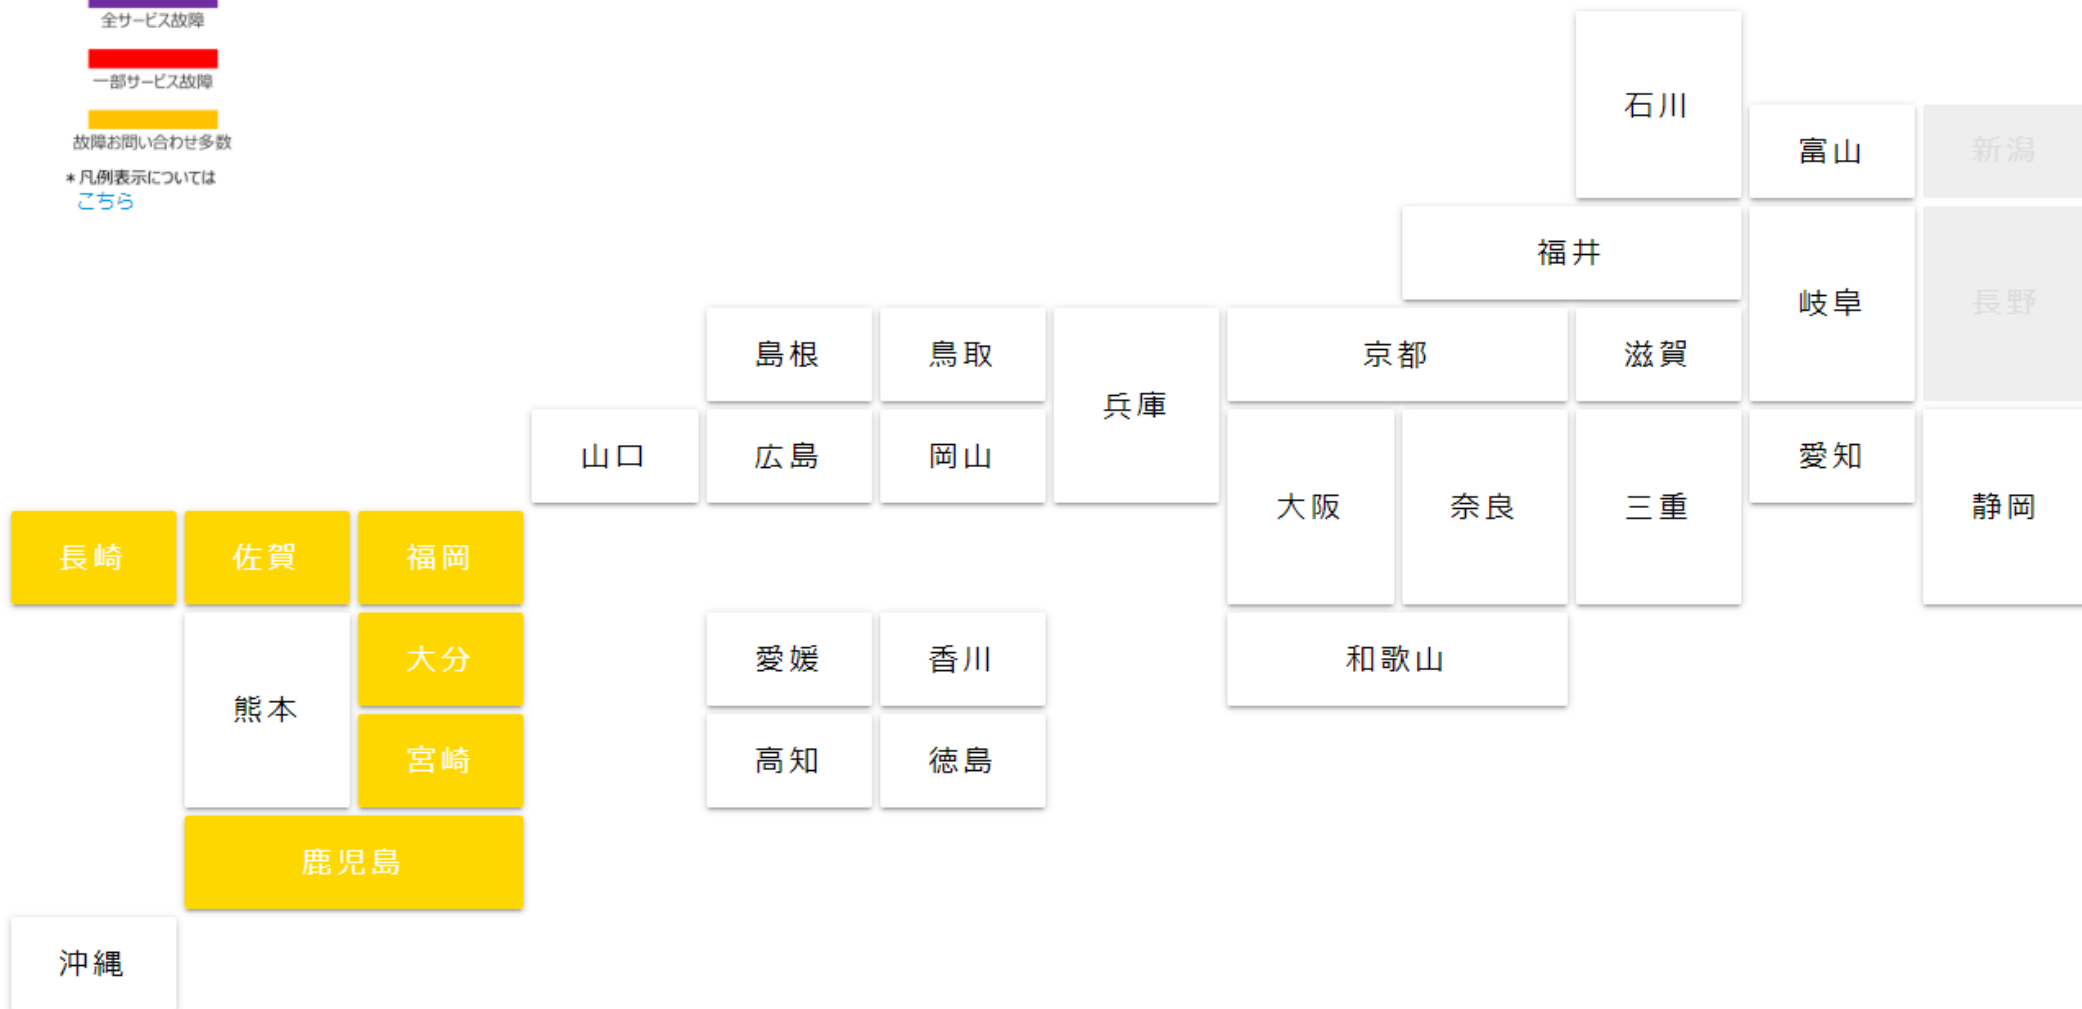 全サービス故障
一部サービス故障
故障お問い合わせ多数
*凡例表示については
こちら
石川
富山
新潟
福井
岐阜
長野
島根
鳥取
兵庫
京都
滋賀
山口
広島
岡山
大阪
奈良
三重
愛知
静岡
長崎
佐賀
福岡
熊本
大分
愛媛
香川
和歌山
宮崎
高知
徳島
鹿児島
沖縄